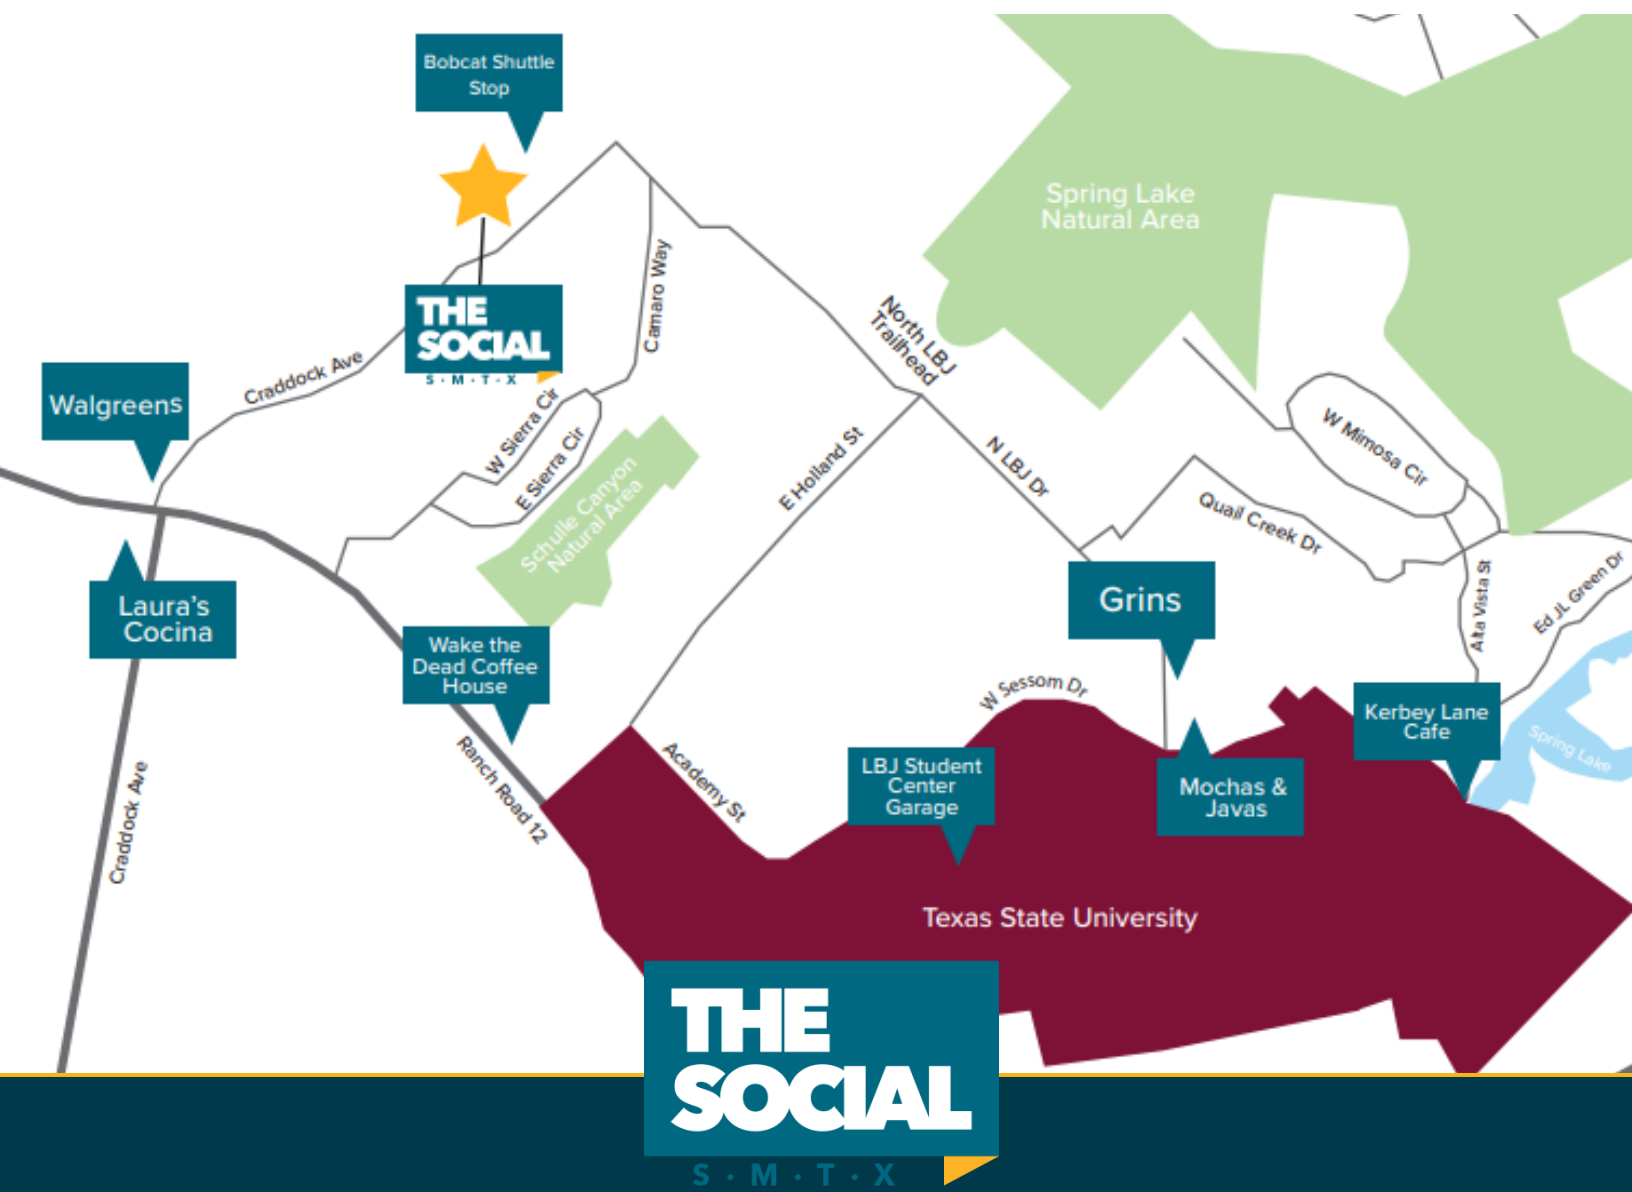 Bobcat Shuttle
Stop
Spring Lake
Natural Area
THE
SOCIAL
S·M·T·X
Camaro Way
North LBJ
Trailhead
Craddock Ave
Walgreens
W Sierra Cir
E Sierra Cir
Schulle Canyon
Natural Area
E Holland St
N LBJ Dr
W Mimosa Cir
Quail Creek Dr
Alta Vista St
Ed JL Green Dr
Laura's
Cocina
Wake the
Dead Coffee
House
Grins
W Sessom Dr
Kerbey Lane
Cafe
Spring Lake
Craddock Ave
Ranch Road 12
Academy St
LBJ Student
Center
Garage
Mochas &
Javas
Texas State University
THE
SOCIAL
S·M·T·X